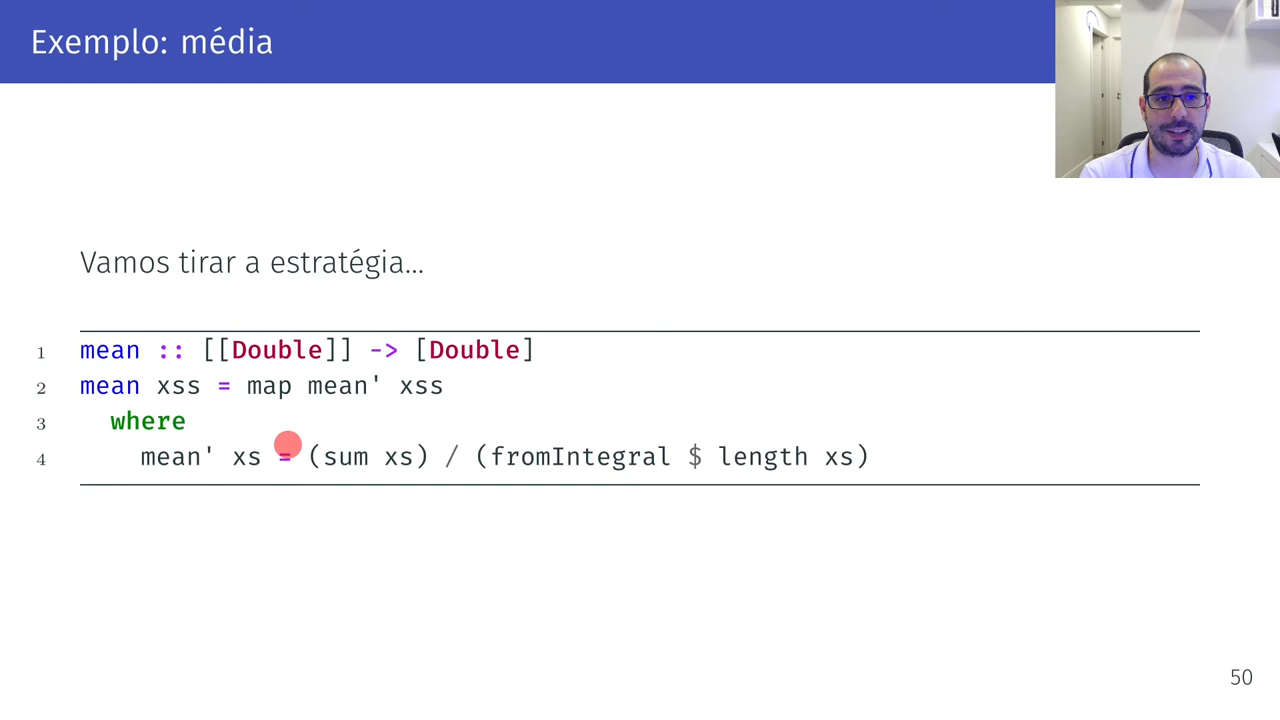 Exemplo: média
Vamos tirar a estratégia...
1 mean :: [[Double]] -> [Double]
2 mean xss = map mean' xss
3 where
4 mean' xs = (sum xs) / (fromIntegral $ length xs)
50